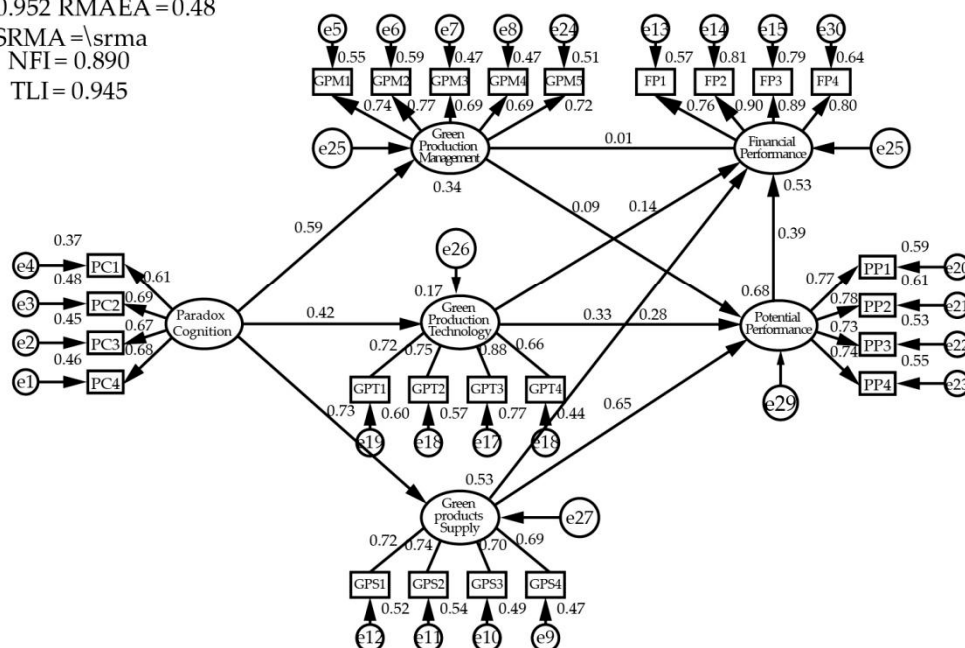 0.952 RMAEA=0.48
SRMA=\srma
NFI=0.890
TLI=0.945
e5 e6 e7 e8 e24 e13 e14 e15 e30
0.55 0.59 0.47 0.47 0.51 0.57 0.81 0.79 0.64
GPM1 GPM2 GPM3 GPM4 GPM5 FP1 FP2 FP3 FP4
0.74 0.77 0.69 0.69 0.72 0.76 0.90 0.89 0.80
e25
Green
Production
Management
0.01
Financial
Performance
e25
0.34
0.53
0.59
0.09
0.14
0.39
e26
0.37
e4 PC1 0.61
0.48
e3 PC2 0.69
0.45
e2 PC3 0.67
0.46
e1 PC4 0.68
Paradox
Cognition
0.42
0.17
Green
Production
Technology
0.33 0.28
0.68
Potential
Performance
0.59
0.77 PP1 e20
0.61
0.78 PP2 e21
0.53
0.73 PP3 e22
0.55
0.74 PP4 e23
e29
0.72 0.75 0.88 0.66
GPT1 GPT2 GPT3 GPT4
0.60 0.57 0.77 0.44
e19 e18 e17 e18
0.73
0.65
0.53
Green
products
Supply
e27
0.72 0.74 0.70 0.69
GPS1 GPS2 GPS3 GPS4
0.52 0.54 0.49 0.47
e12 e11 e10 e9